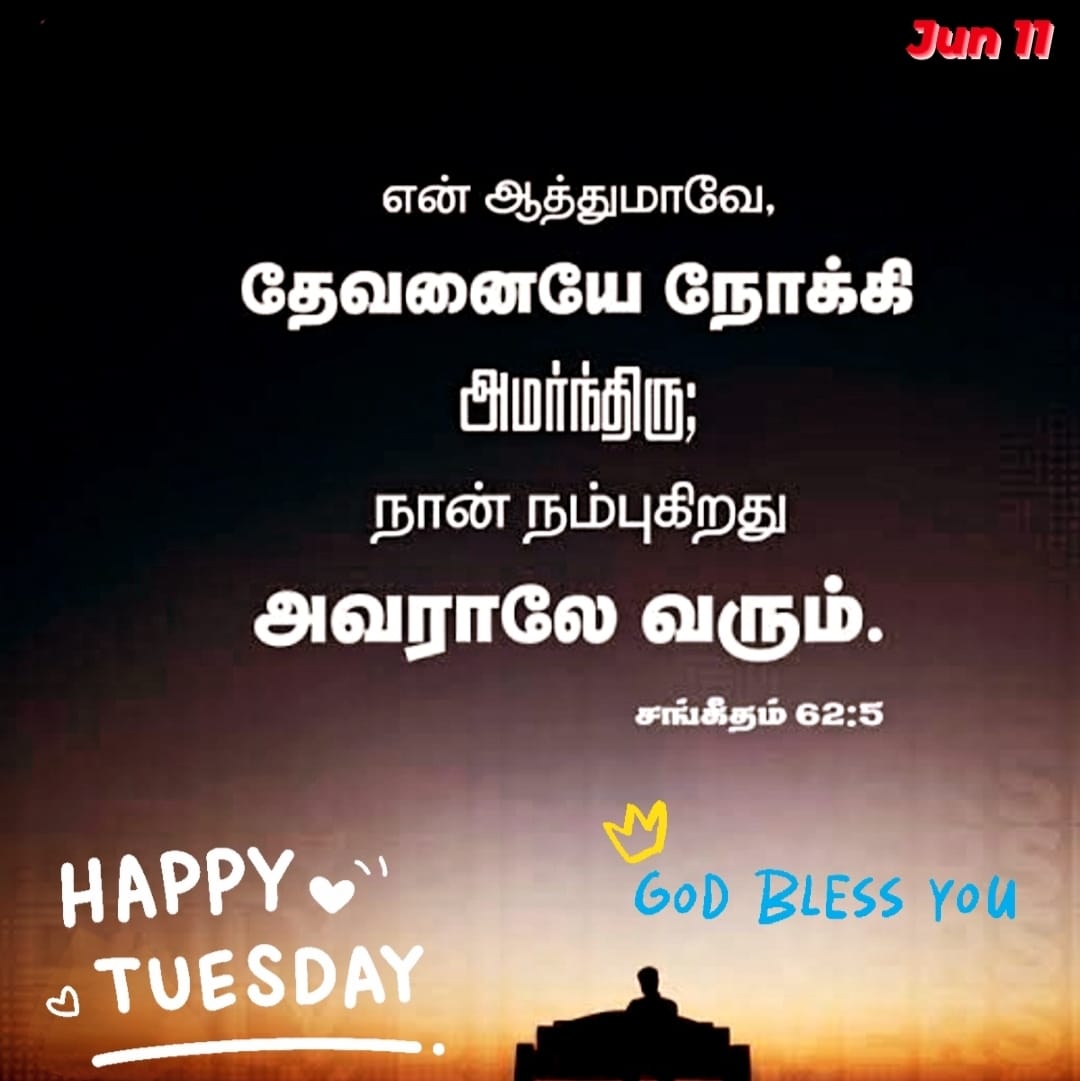 Jun 11
என் ஆத்துமாவே,
தேவனையே நோக்கி
அமர்ந்திரு;
நான் நம்புகிறது
அவராலே வரும்.
சங்கீதம் 62:5
HAPPY
TUESDAY
GOD BLESS YOU